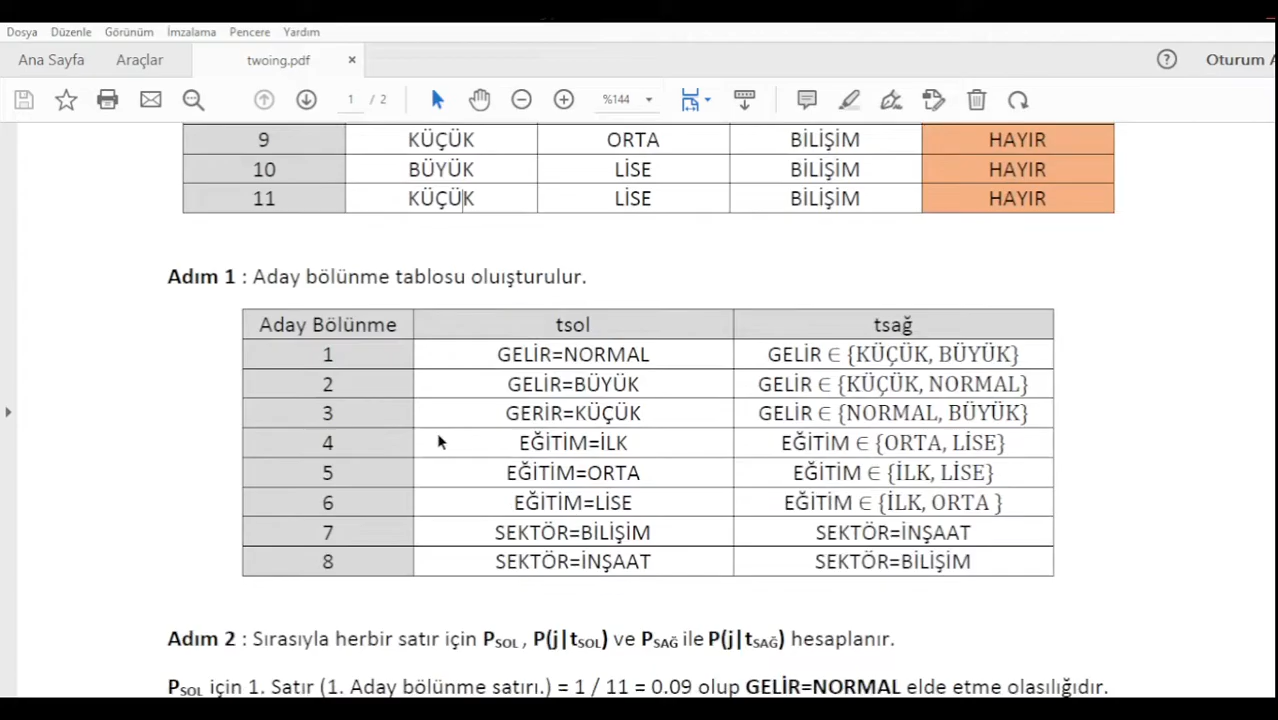 Dosya Düzenle Görünüm İmzalama Pencere Yardım
Ana Sayfa Araçlar twoing.pdf × ? Oturum A
1 / 2 %144
9 KÜÇÜK ORTA BİLİŞİM HAYIR
10 BÜYÜK LİSE BİLİŞİM HAYIR
11 KÜÇÜK LİSE BİLİŞİM HAYIR
Adım 1 : Aday bölünme tablosu oluşturulur.
Aday Bölünme tsol tsağ
1 GELİR=NORMAL GELİR ∈ {KÜÇÜK, BÜYÜK}
2 GELİR=BÜYÜK GELİR ∈ {KÜÇÜK, NORMAL}
3 GERİR=KÜÇÜK GELİR ∈ {NORMAL, BÜYÜK}
4 EĞİTİM=İLK EĞİTİM ∈ {ORTA, LİSE}
5 EĞİTİM=ORTA EĞİTİM ∈ {İLK, LİSE}
6 EĞİTİM=LİSE EĞİTİM ∈ {İLK, ORTA }
7 SEKTÖR=BİLİŞİM SEKTÖR=İNŞAAT
8 SEKTÖR=İNŞAAT SEKTÖR=BİLİŞİM
Adım 2 : Sırasıyla herbir satır için PSOL , P(j|tSOL) ve PSAĞ ile P(j|tSAĞ) hesaplanır.
PSOL için 1. Satır (1. Aday bölünme satırı.) = 1 / 11 = 0.09 olup GELİR=NORMAL elde etme olasılığıdır.